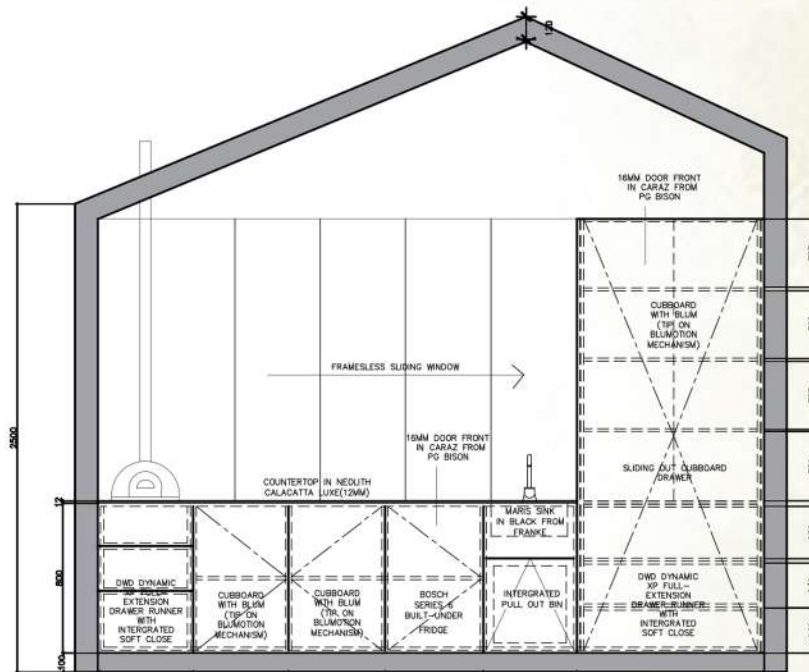 120
16MM DOOR FRONT
IN CARAZ FROM
PG BISON
CUBBOARD
WITH BLUM
(TIP ON
BLUMOTION
MECHANISM)
FRAMESLESS SLIDING WINDOW
2500
16MM DOOR FRONT
IN CARAZ FROM
PG BISON
SLIDING OUT CUBBOARD
DRAWER
COUNTERTOP IN NEOLITH
CALACATTA LUXE(12MM)
12
MARIS SINK
IN BLACK FROM
FRANKE
800
DWD DYNAMIC
XP FULL-
EXTENSION
DRAWER RUNNER
WITH
INTERGRATED
SOFT CLOSE
CUBBOARD
WITH BLUM
(TIP ON
BLUMOTION
MECHANISM)
CUBBOARD
WITH BLUM
(TIP ON
BLUMOTION
MECHANISM)
BOSCH
SERIES 6
BUILT-UNDER
FRIDGE
INTERGRATED
PULL OUT BIN
DWD DYNAMIC
XP FULL-
EXTENSION
DRAWER RUNNER
WITH
INTERGRATED
SOFT CLOSE
100